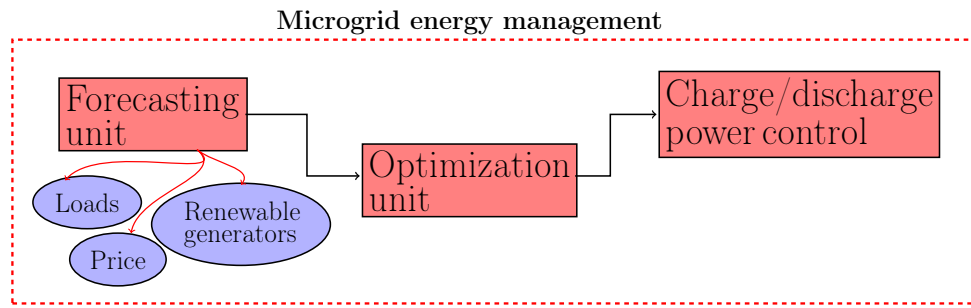 Microgrid energy management
Forecasting
unit
Charge/discharge
power control
Optimization
unit
Loads
Renewable
generators
Price